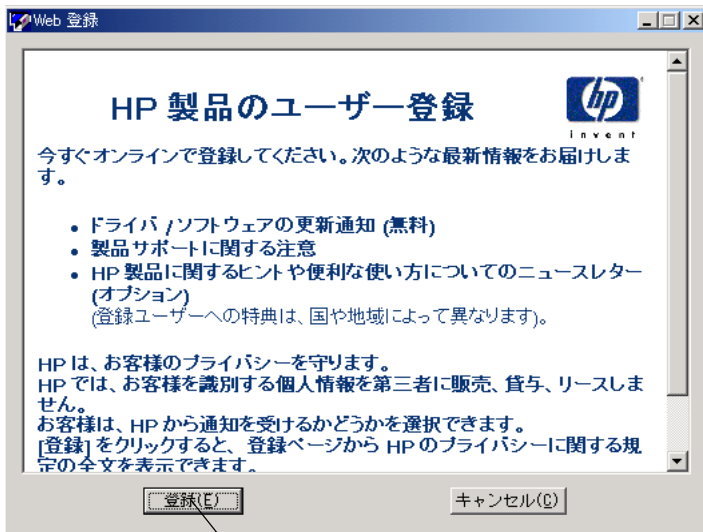 Web 登録
HP 製品のユーザー登録
hp
invent
今すぐオンラインで登録してください。次のような最新情報をお届けしま
す。
• ドライバ / ソフトウェアの更新通知 (無料)
• 製品サポートに関する注意
• HP 製品に関するヒントや便利な使い方についてのニュースレター
(オプション)
(登録ユーザーへの特典は、国や地域によって異なります)。
HP は、お客様のプライバシーを守ります。
HP では、お客様を識別する個人情報を第三者に販売、貸与、リースしま
せん。
お客様は、HP から通知を受けるかどうかを選択できます。
[登録] をクリックすると、登録ページから HP のプライバシーに関する規
定の全文を表示できます。
登録(E)
キャンセル(C)